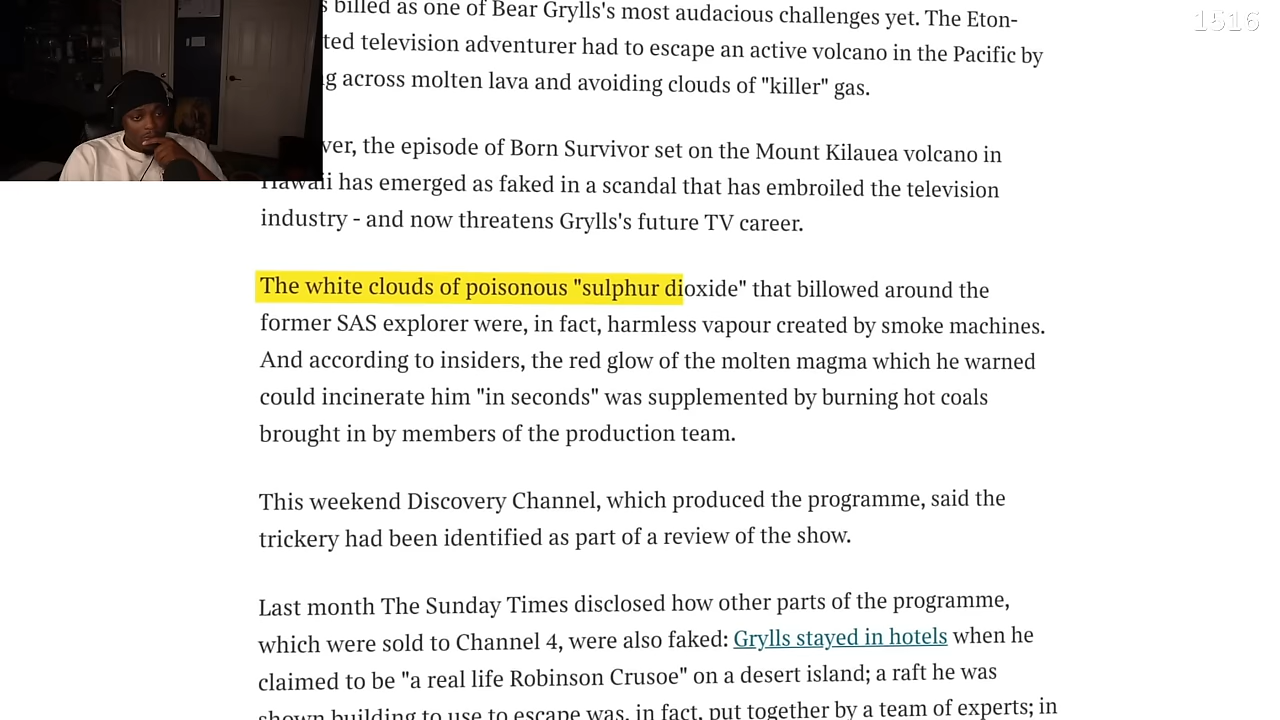 1516
s billed as one of Bear Grylls's most audacious challenges yet. The Eton-
ted television adventurer had to escape an active volcano in the Pacific by
g across molten lava and avoiding clouds of "killer" gas.
ver, the episode of Born Survivor set on the Mount Kilauea volcano in
Hawaii has emerged as faked in a scandal that has embroiled the television
industry - and now threatens Grylls's future TV career.
The white clouds of poisonous "sulphur dioxide" that billowed around the
former SAS explorer were, in fact, harmless vapour created by smoke machines.
And according to insiders, the red glow of the molten magma which he warned
could incinerate him "in seconds" was supplemented by burning hot coals
brought in by members of the production team.
This weekend Discovery Channel, which produced the programme, said the
trickery had been identified as part of a review of the show.
Last month The Sunday Times disclosed how other parts of the programme,
which were sold to Channel 4, were also faked: Grylls stayed in hotels when he
claimed to be "a real life Robinson Crusoe" on a desert island; a raft he was
shown building to use to escape was, in fact, put together by a team of experts; in